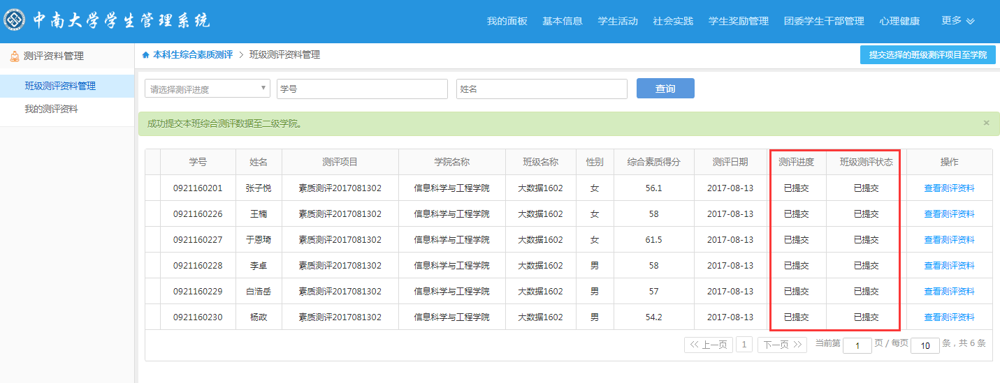 中南大学学生管理系统
我的面板 基本信息 学生活动 社会实践 学生奖励管理 团委学生干部管理 心理健康 更多
测评资料管理
班级测评资料管理
我的测评资料
本科生综合素质测评 > 班级测评资料管理 提交选择的班级测评项目至学院
请选择测评进度 学号 姓名 查询
成功提交本班综合测评数据至二级学院。 ×
学号 姓名 测评项目 学院名称 班级名称 性别 综合素质得分 测评日期 测评进度 班级测评状态 操作
0921160201 张子悦 素质测评2017081302 信息科学与工程学院 大数据1602 女 56.1 2017-08-13 已提交 已提交 查看测评资料
0921160226 王楠 素质测评2017081302 信息科学与工程学院 大数据1602 女 58 2017-08-13 已提交 已提交 查看测评资料
0921160227 于恩琦 素质测评2017081302 信息科学与工程学院 大数据1602 女 61.5 2017-08-13 已提交 已提交 查看测评资料
0921160228 李卓 素质测评2017081302 信息科学与工程学院 大数据1602 男 58 2017-08-13 已提交 已提交 查看测评资料
0921160229 白浩岳 素质测评2017081302 信息科学与工程学院 大数据1602 男 57 2017-08-13 已提交 已提交 查看测评资料
0921160230 杨政 素质测评2017081302 信息科学与工程学院 大数据1602 男 54.2 2017-08-13 已提交 已提交 查看测评资料
上一页 1 下一页 当前第 1 页 / 每页 10 条，共 6 条